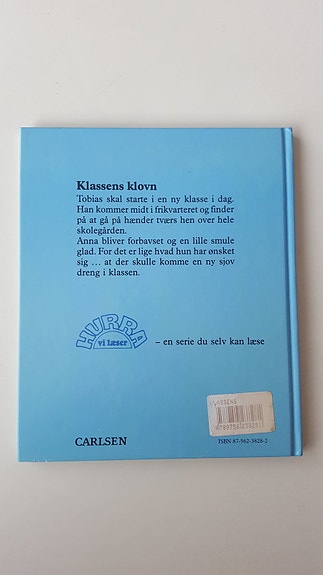 Klassens klovn
Tobias skal starte i en ny klasse i dag.
Han kommer midt i frikvarteret og finder
på at gå på hænder tværs hen over hele
skolegården.
Anna bliver forbavset og en lille smule
glad. For det er lige hvad hun har ønsket
sig ... at der skulle komme en ny sjov
dreng i klassen.
HURRA
vi læser
– en serie du selv kan læse
CARLSEN
ISBN 87-562-3828-2